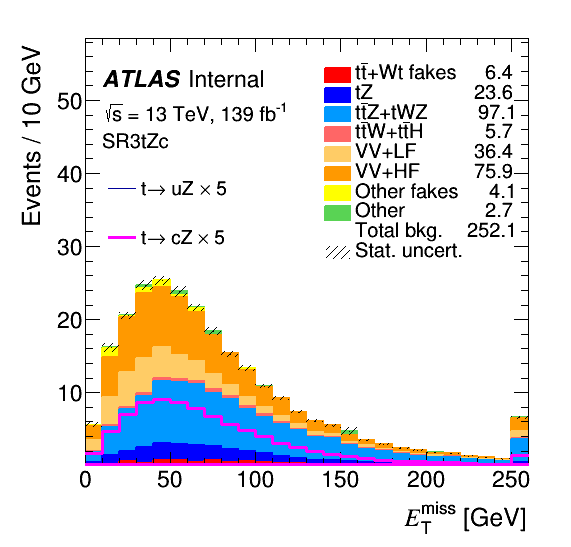 Events / 10 GeV
50
40
30
20
10
0 50 100 150 200 250
E_T^miss [GeV]
ATLAS Internal
√s = 13 TeV, 139 fb⁻¹
SR3tZc
t→ uZ × 5
t→ cZ × 5
tt̄+Wt fakes 6.4
tZ 23.6
tt̄Z+tWZ 97.1
tt̄W+tt̄H 5.7
VV+LF 36.4
VV+HF 75.9
Other fakes 4.1
Other 2.7
Total bkg. 252.1
Stat. uncert.